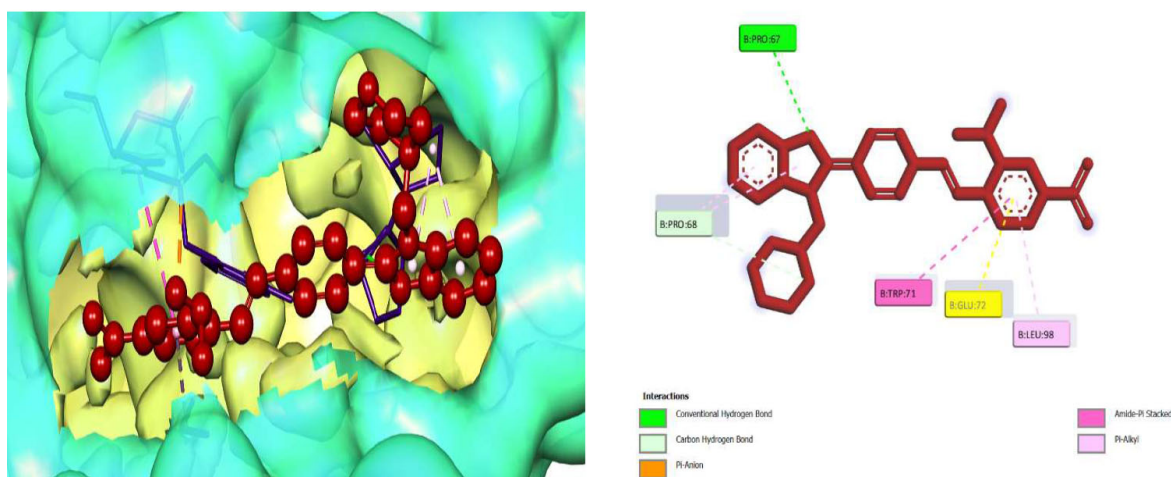 B:PRO:67
B:PRO:68
B:TRP:71
B:GLU:72
B:LEU:98
Interactions
Conventional Hydrogen Bond
Carbon Hydrogen Bond
Pi-Anion
Amide-Pi Stacked
Pi-Alkyl